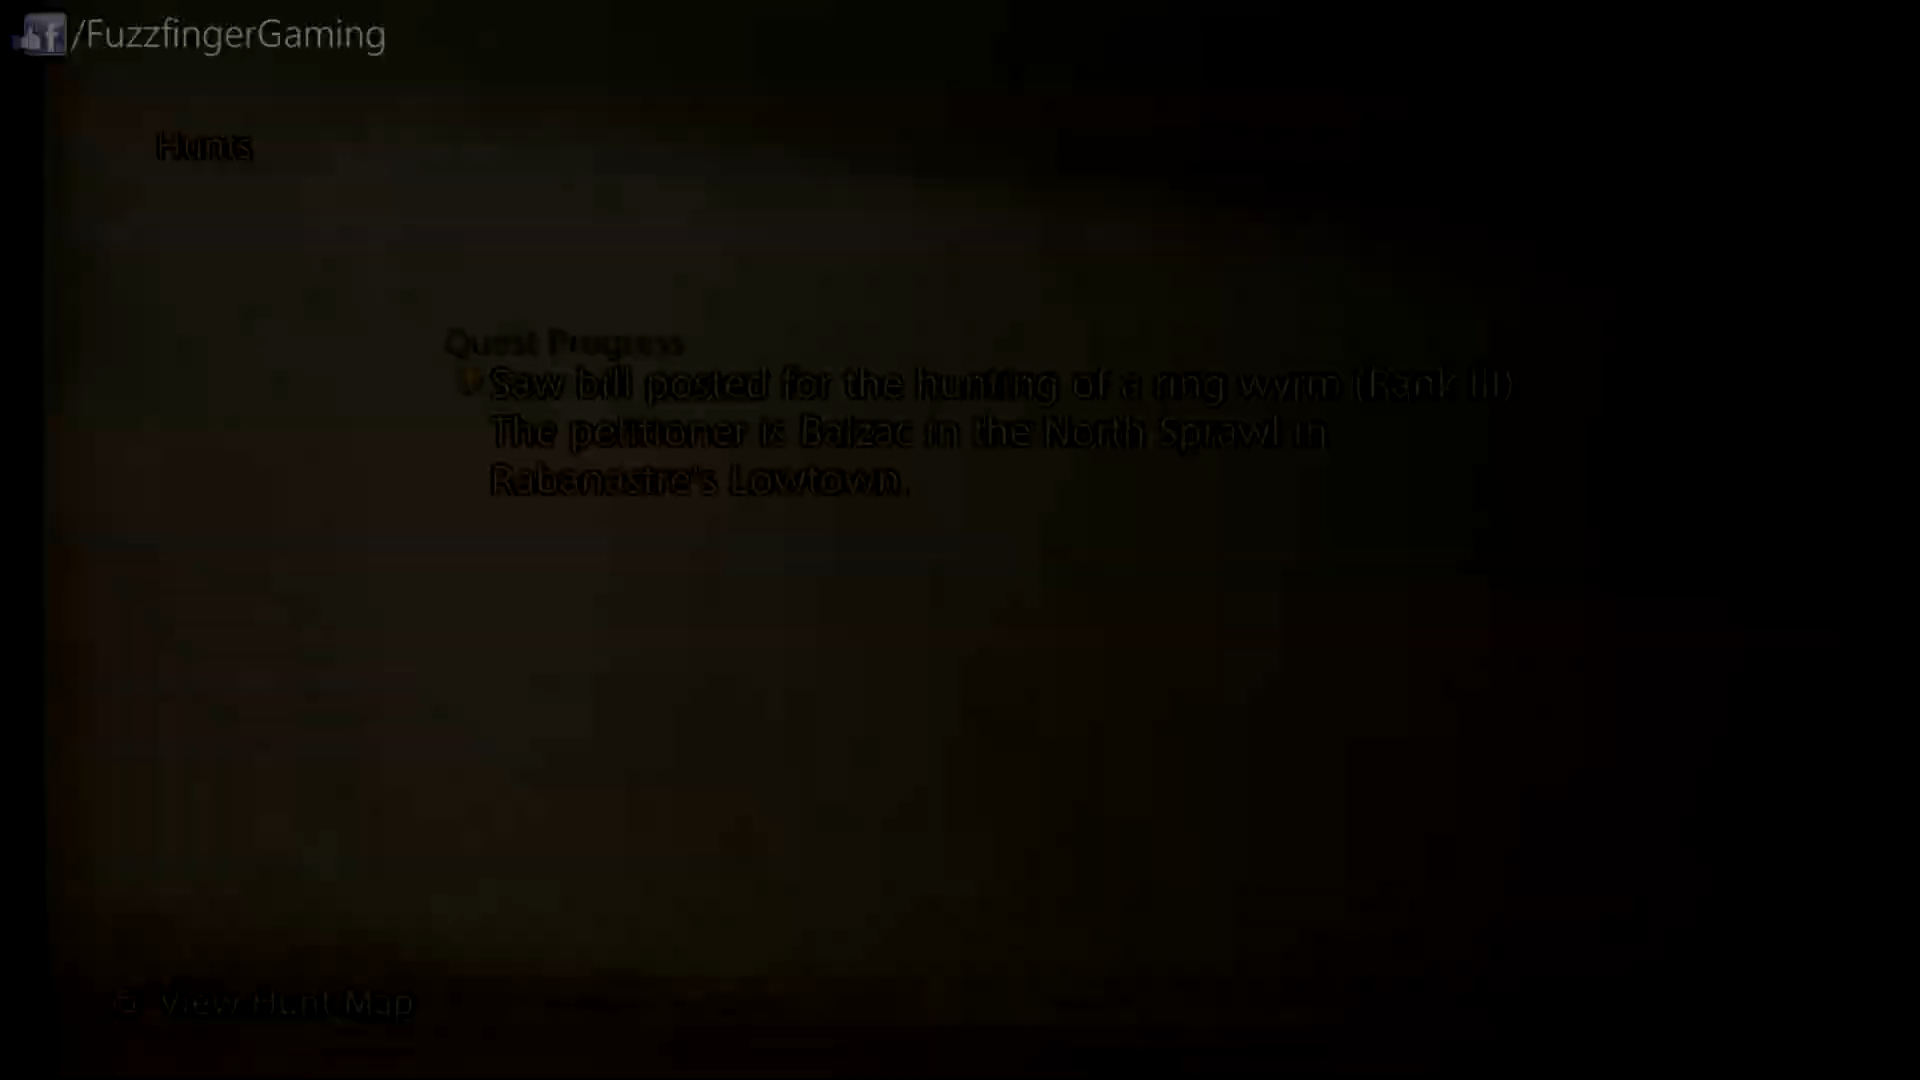 /FuzzfingerGaming
Hunts
Quest Progress
Saw bill posted for the hunting of a ring wyrm (Rank III)
The petitioner is Balzac in the North Sprawl in
Rabanastre's Lowtown.
View Hunt Map